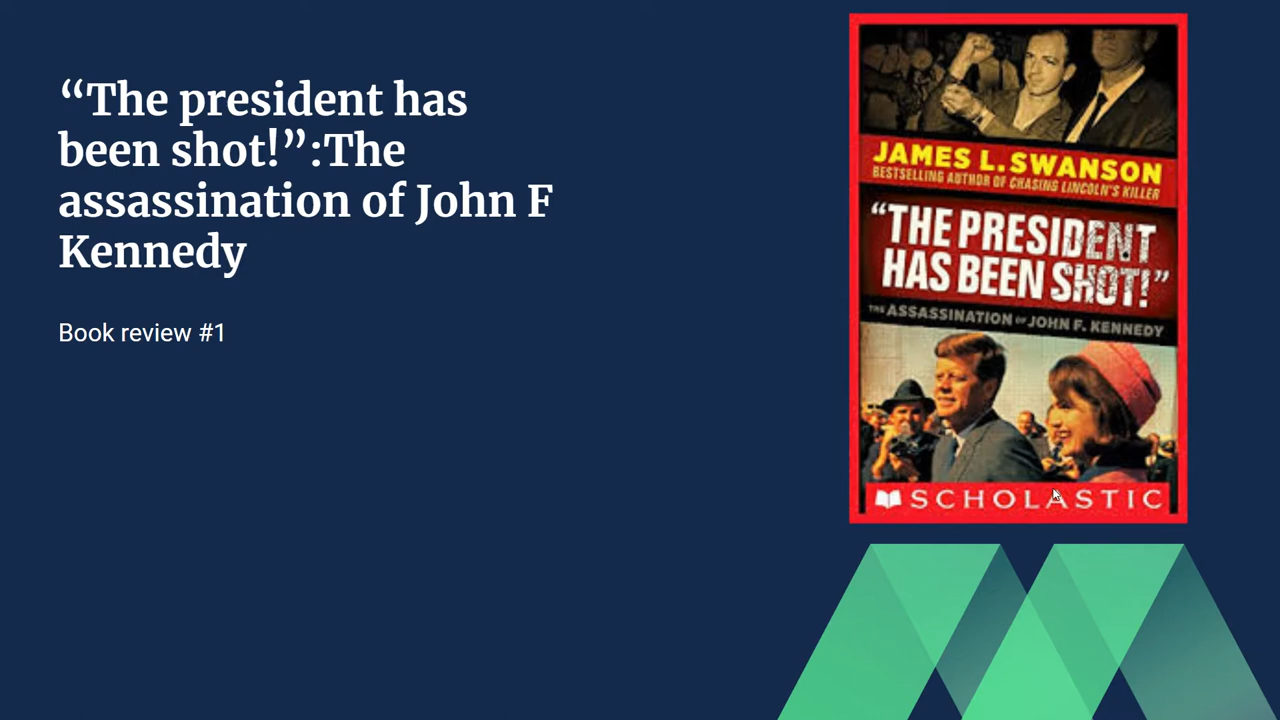 “The president has
been shot!”:The
assassination of John F
Kennedy
Book review #1
JAMES L. SWANSON
BESTSELLING AUTHOR OF CHASING LINCOLN'S KILLER
“THE PRESIDENT
HAS BEEN SHOT!”
THE ASSASSINATION OF JOHN F. KENNEDY
SCHOLASTIC